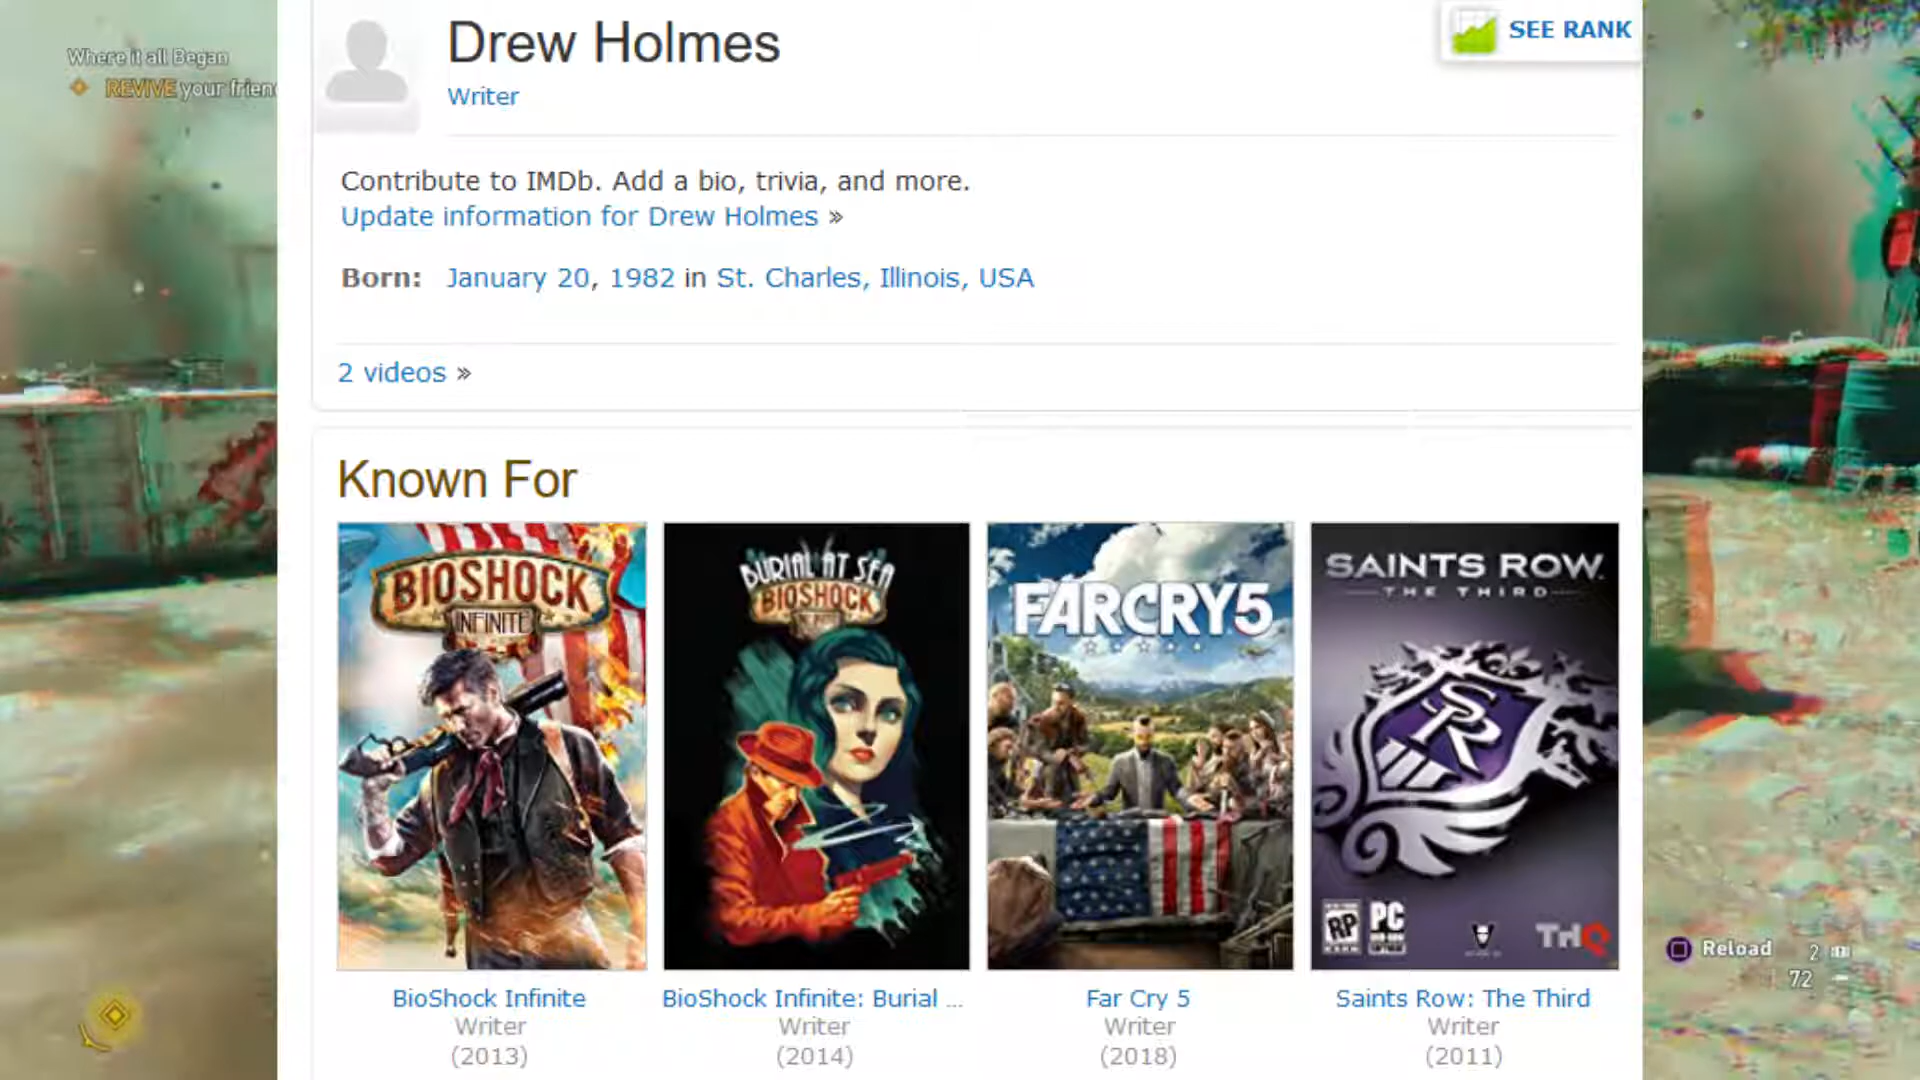 Where it all Began
REVIVE your frien
Drew Holmes
SEE RANK
Writer
Contribute to IMDb. Add a bio, trivia, and more.
Update information for Drew Holmes »
Born: January 20, 1982 in St. Charles, Illinois, USA
2 videos »
Known For
BIOSHOCK
INFINITE
BURIAL AT SEA
BIOSHOCK
FARCRY5
SAINTS ROW
THE THIRD
SR
RP
PC
THQ
Reload 2
72
BioShock Infinite
Writer
(2013)
BioShock Infinite: Burial ...
Writer
(2014)
Far Cry 5
Writer
(2018)
Saints Row: The Third
Writer
(2011)